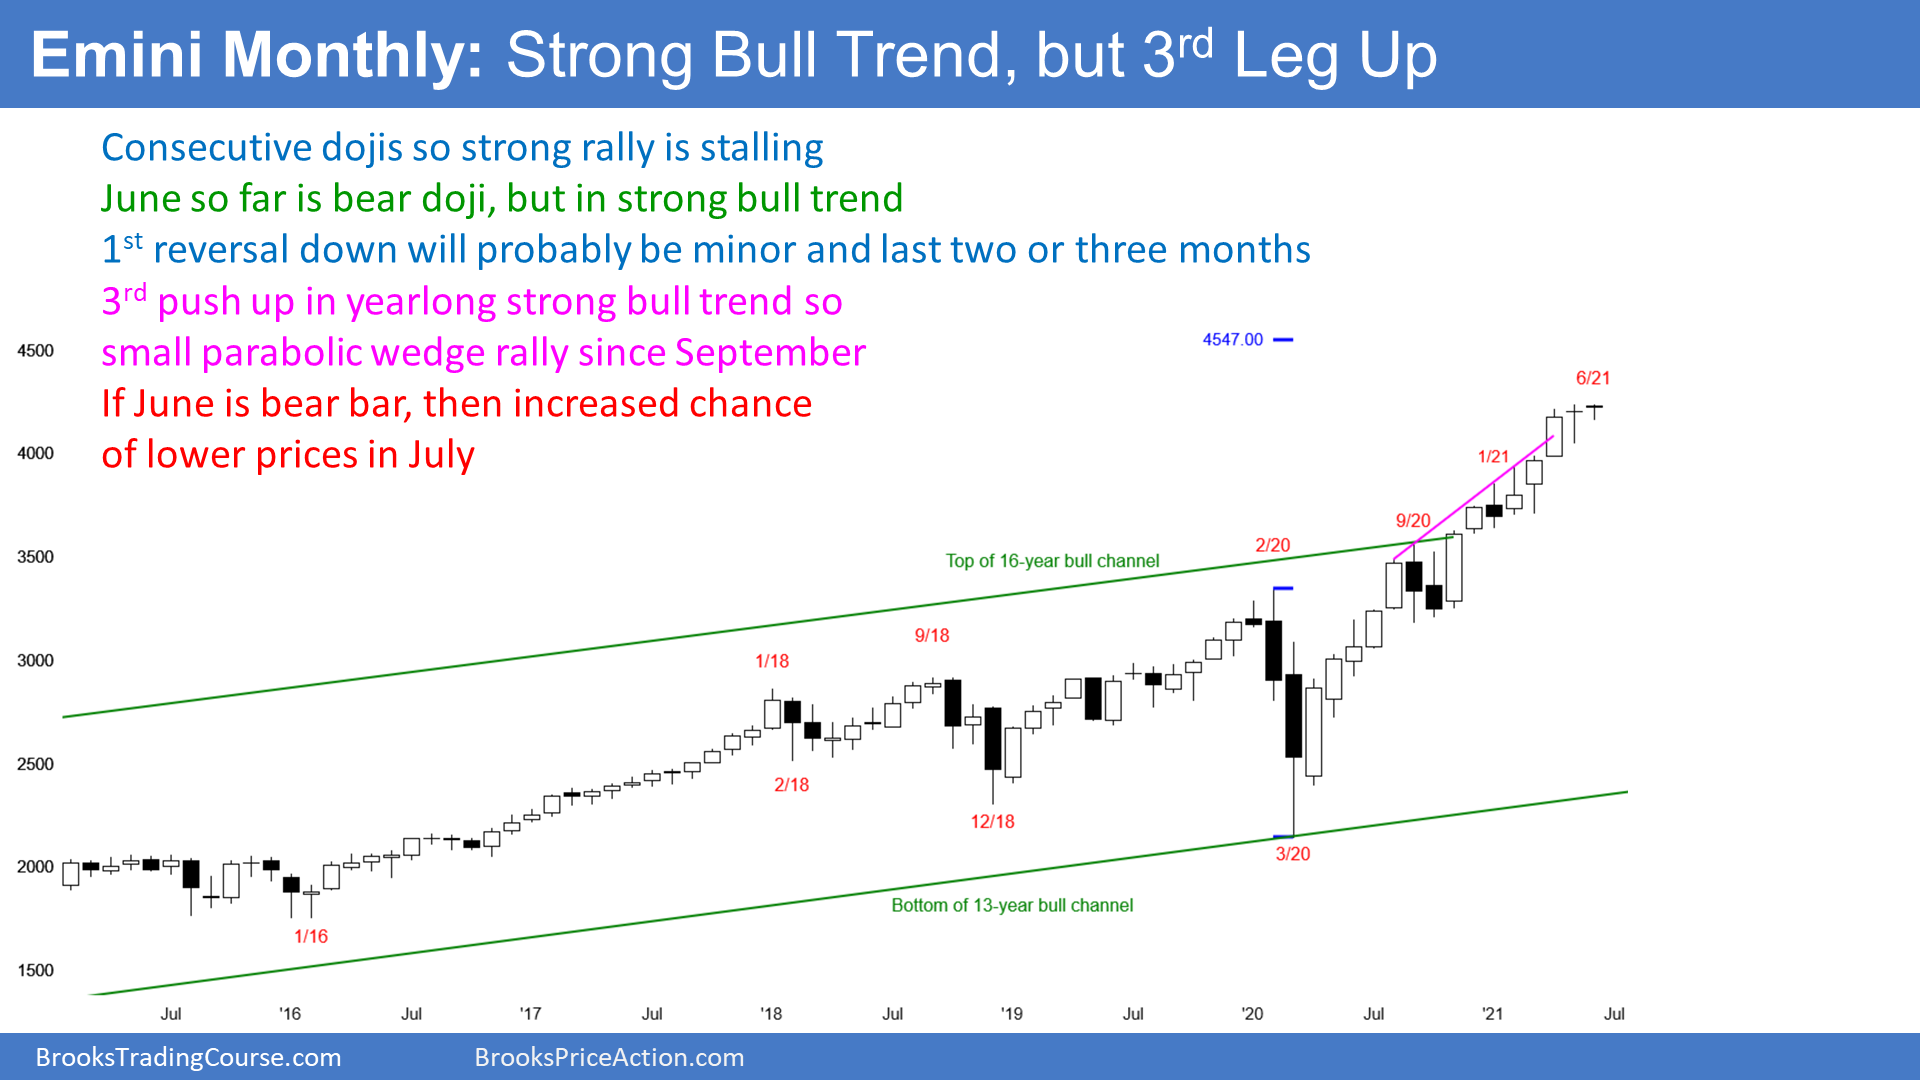 Emini Monthly: Strong Bull Trend, but 3rd Leg Up
Consecutive dojis so strong rally is stalling
June so far is bear doji, but in strong bull trend
1st reversal down will probably be minor and last two or three months
3rd push up in yearlong strong bull trend so
small parabolic wedge rally since September
If June is bear bar, then increased chance
of lower prices in July
4547.00
4500
6/21
4000
1/21
9/20
3500
2/20
Top of 16-year bull channel
9/18
3000
1/18
2500
2/18
12/18
3/20
2000
Bottom of 13-year bull channel
1/16
1500
Jul '16 Jul '17 Jul '18 Jul '19 Jul '20 Jul '21 Jul
BrooksTradingCourse.com BrooksPriceAction.com